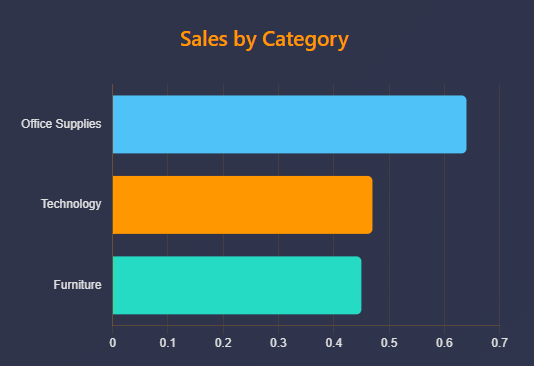 Sales by Category
Office Supplies
Technology
Furniture
0 0.1 0.2 0.3 0.4 0.5 0.6 0.7